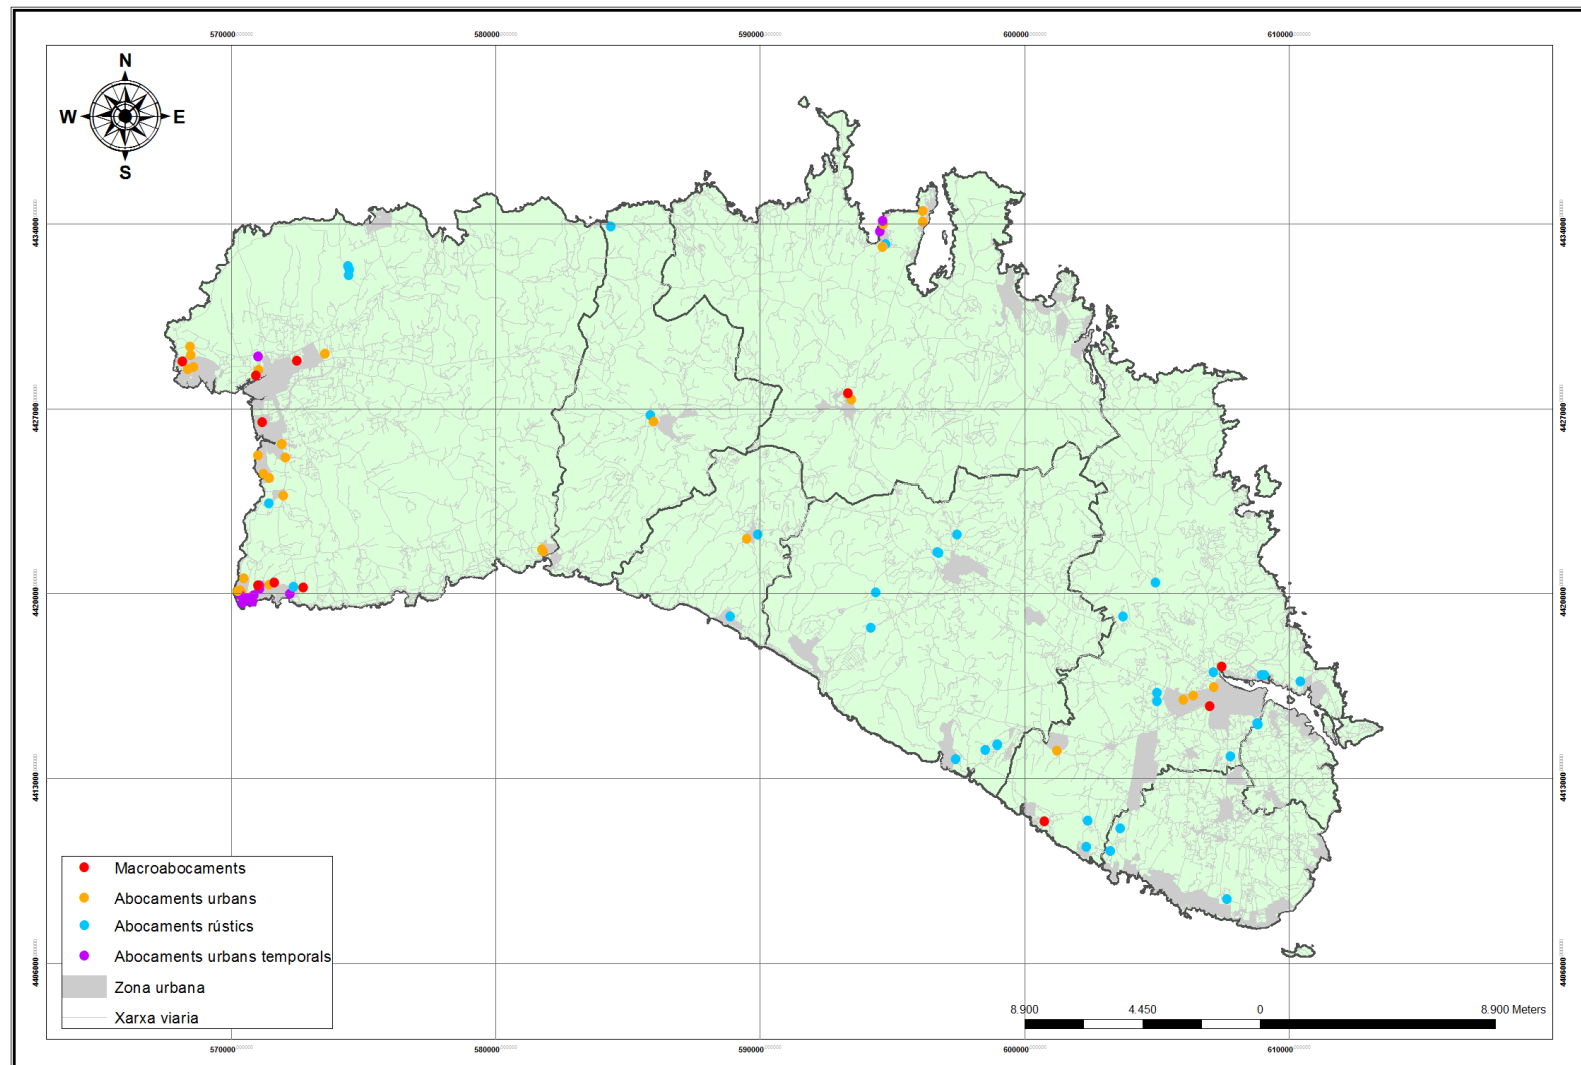 570000 580000 590000 600000 610000
N
W E
S
4434000 4434000
4427000 4427000
4420000 4420000
4413000 4413000
4406000 4406000
Macroabocaments
Abocaments urbans
Abocaments rústics
Abocaments urbans temporals
Zona urbana
Xarxa viaria
8.900 4.450 0 8.900 Meters
570000 580000 590000 600000 610000